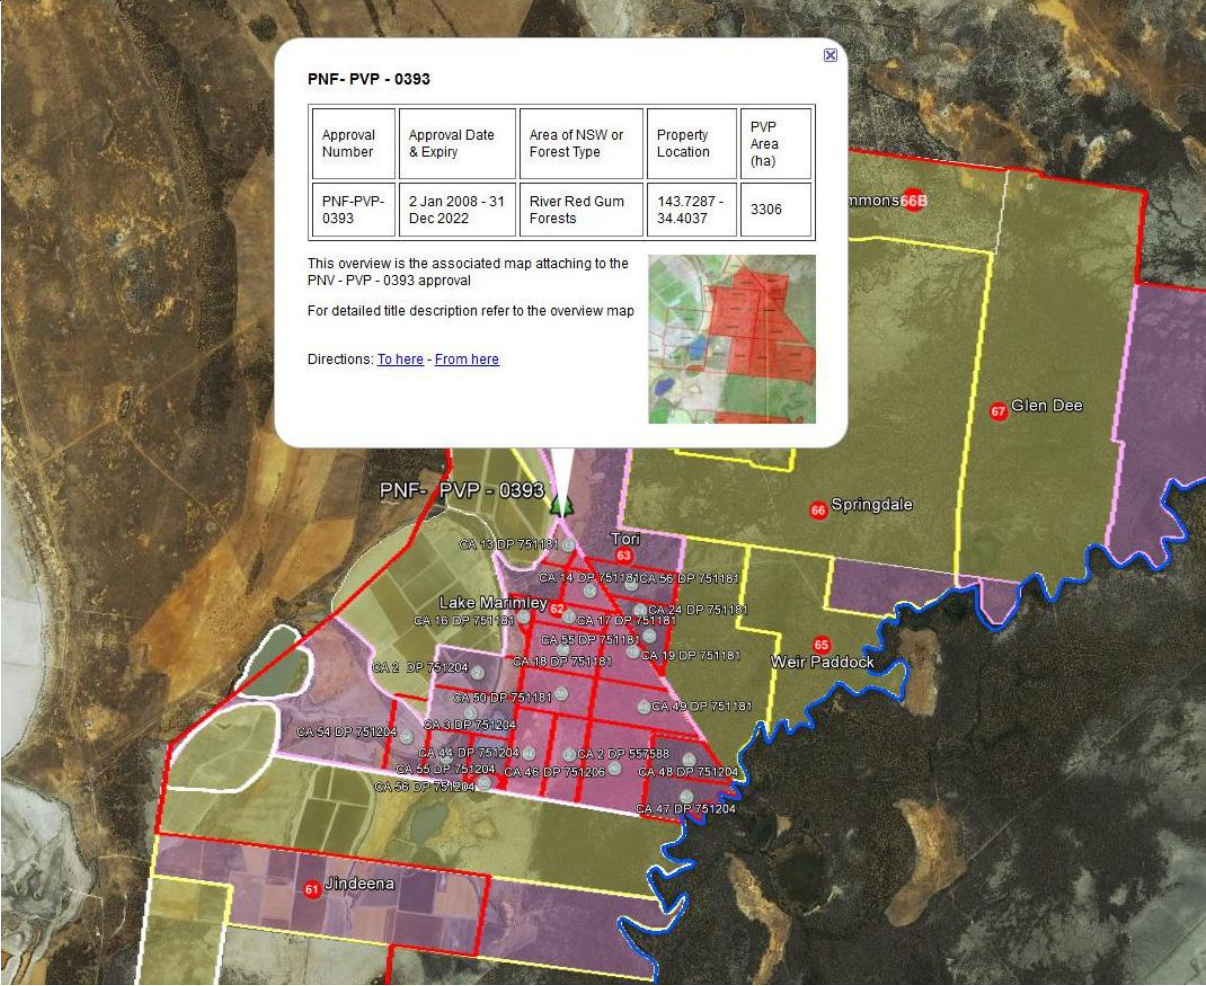 PNF- PVP - 0393
Approval Number
Approval Date & Expiry
Area of NSW or Forest Type
Property Location
PVP Area (ha)
PNF-PVP-0393
2 Jan 2008 - 31 Dec 2022
River Red Gum Forests
143.7287 - 34.4037
3306
This overview is the associated map attaching to the
PNV - PVP - 0393 approval
For detailed title description refer to the overview map
Directions: To here - From here
mmons 66B
67 Glen Dee
66 Springdale
PNF- PVP - 0393
Tori
63
CA 13 DP 751181
CA 14 DP 751181
CA 56 DP 751181
Lake Marimley 62
CA 24 DP 751181
CA 16 DP 751181
CA 17 DP 751181
CA 55 DP 751181
CA 19 DP 751181
CA 18 DP 751181
65
Weir Paddock
CA 2 DP 751204
CA 50 DP 751181
CA 49 DP 751181
CA 3 DP 751204
CA 54 DP 751204
CA 44 DP 751204
CA 2 DP 557588
CA 55 DP 751204
CA 46 DP 751206
CA 48 DP 751204
CA 56 DP 751204
CA 47 DP 751204
61 Jindeena